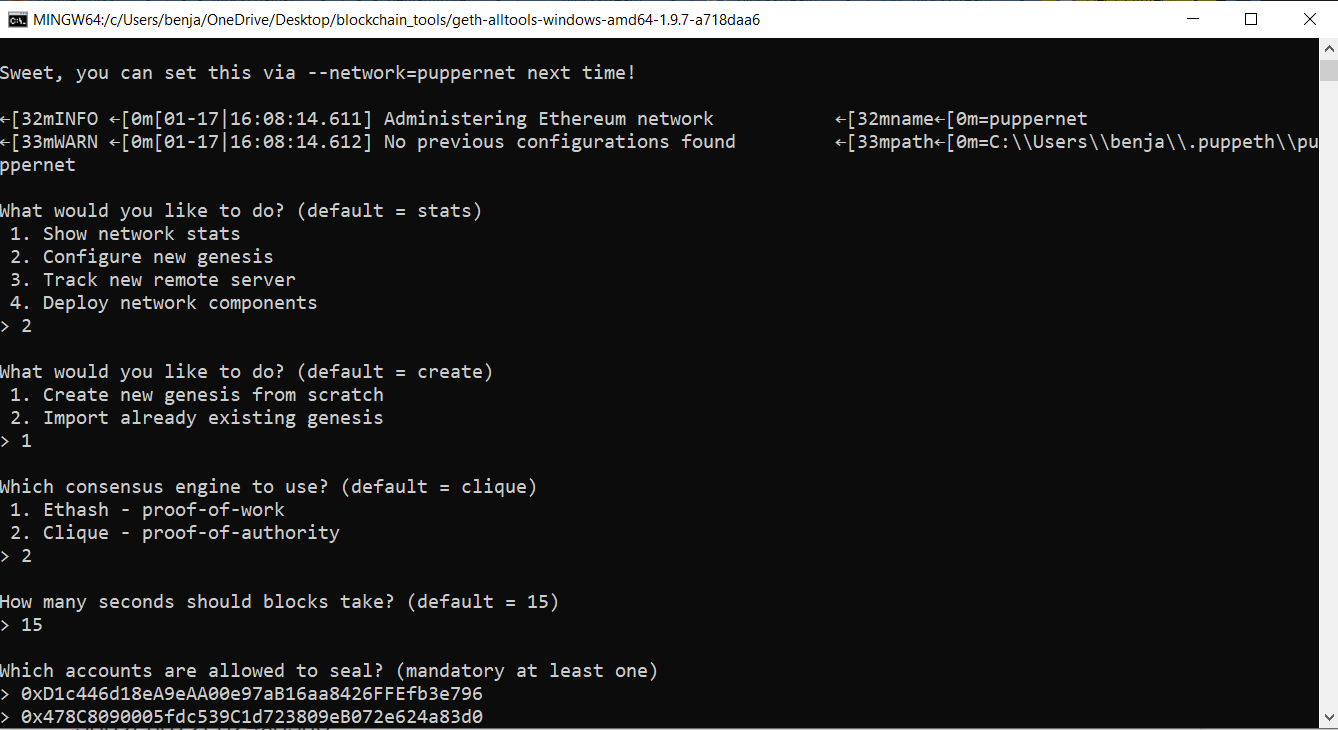 MINGW64:/c/Users/benja/OneDrive/Desktop/blockchain_tools/geth-alltools-windows-amd64-1.9.7-a718daa6
Sweet, you can set this via --network=puppernet next time!
←[32mINFO ←[0m[01-17|16:08:14.611] Administering Ethereum network ←[32mname←[0m=puppernet
←[33mWARN ←[0m[01-17|16:08:14.612] No previous configurations found ←[33mpath←[0m=C:\\Users\\benja\\.puppeth\\pu
ppernet
What would you like to do? (default = stats)
1. Show network stats
2. Configure new genesis
3. Track new remote server
4. Deploy network components
> 2
What would you like to do? (default = create)
1. Create new genesis from scratch
2. Import already existing genesis
> 1
Which consensus engine to use? (default = clique)
1. Ethash - proof-of-work
2. Clique - proof-of-authority
> 2
How many seconds should blocks take? (default = 15)
> 15
Which accounts are allowed to seal? (mandatory at least one)
> 0xD1c446d18eA9eAA00e97aB16aa8426FFEfb3e796
> 0x478C8090005fdc539C1d723809eB072e624a83d0